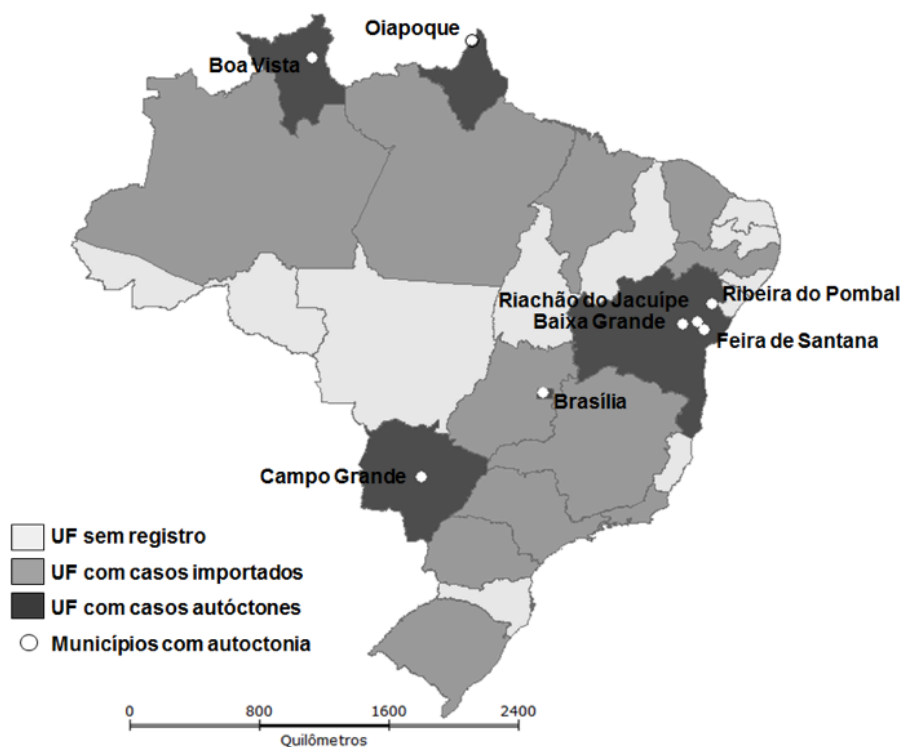 Oiapoque
Boa Vista
Riachão do Jacuípe
Ribeira do Pombal
Baixa Grande
Feira de Santana
Brasília
Campo Grande
UF sem registro
UF com casos importados
UF com casos autóctones
Municípios com autoctonia
0 800 1600 2400
Quilômetros